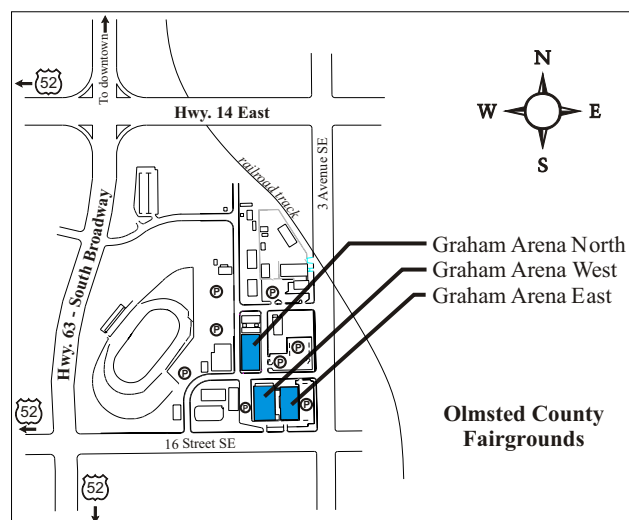 52
To downtown
N
W E
S
Hwy. 14 East
3 Avenue SE
railroad track
Hwy. 63 - South Broadway
Graham Arena North
Graham Arena West
Graham Arena East
P
P
P
P
P
P
P
P
52
Olmsted County
Fairgrounds
16 Street SE
52